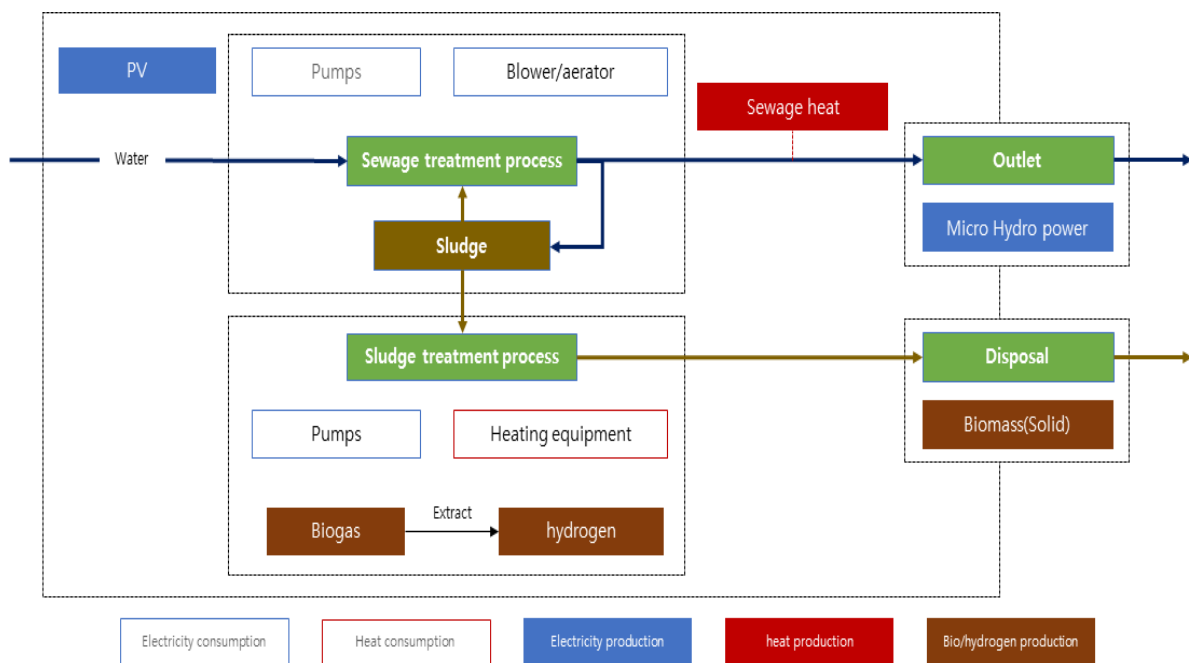 PV
Pumps
Blower/aerator
Sewage heat
Water
Sewage treatment process
Outlet
Sludge
Micro Hydro power
Sludge treatment process
Disposal
Pumps
Heating equipment
Biomass(Solid)
Biogas
Extract
hydrogen
Electricity consumption
Heat consumption
Electricity production
heat production
Bio/hydrogen production